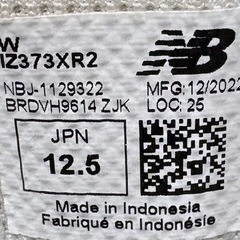 W
IZ373XR2
NB
NBJ-1129322
MFG:12/2022
BRDVH9614 ZJK
LOC: 25
JPN
12.5
Made in Indonesia
Fabriqué en Indonésie